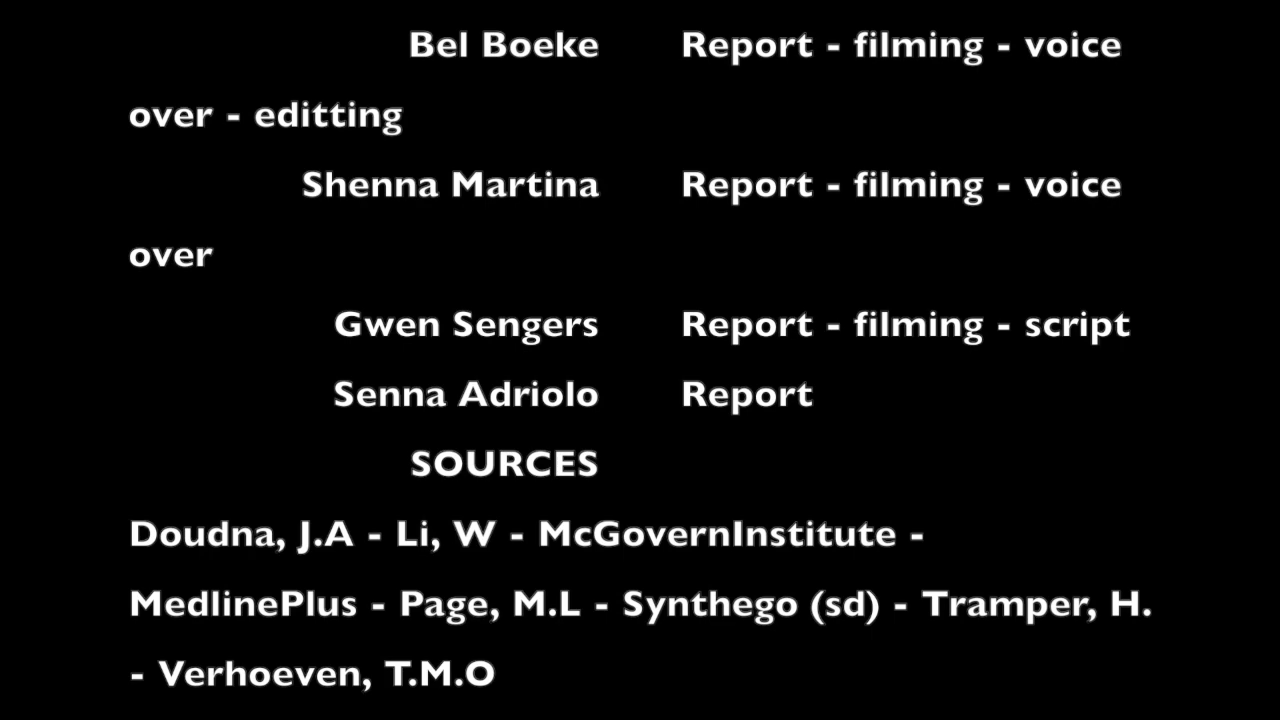 Bel Boeke Report - filming - voice
over - editting
Shenna Martina Report - filming - voice
over
Gwen Sengers Report - filming - script
Senna Adriolo Report
SOURCES
Doudna, J.A - Li, W - McGovernInstitute -
MedlinePlus - Page, M.L - Synthego (sd) - Tramper, H.
- Verhoeven, T.M.O